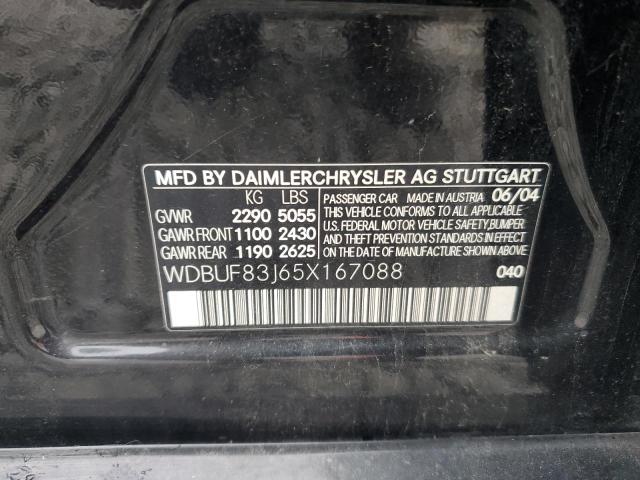 MFD BY DAIMLERCHRYSLER AG STUTTGART
KG LBS
GVWR 2290 5055
GAWR FRONT 1100 2430
GAWR REAR 1190 2625
PASSENGER CAR MADE IN AUSTRIA 06/04
THIS VEHICLE CONFORMS TO ALL APPLICABLE
U.S. FEDERAL MOTOR VEHICLE SAFETY,BUMPER
AND THEFT PREVENTION STANDARDS IN EFFECT
ON THE DATE OF MANUFACTURE SHOWN ABOVE.
WDBUF83J65X167088 040